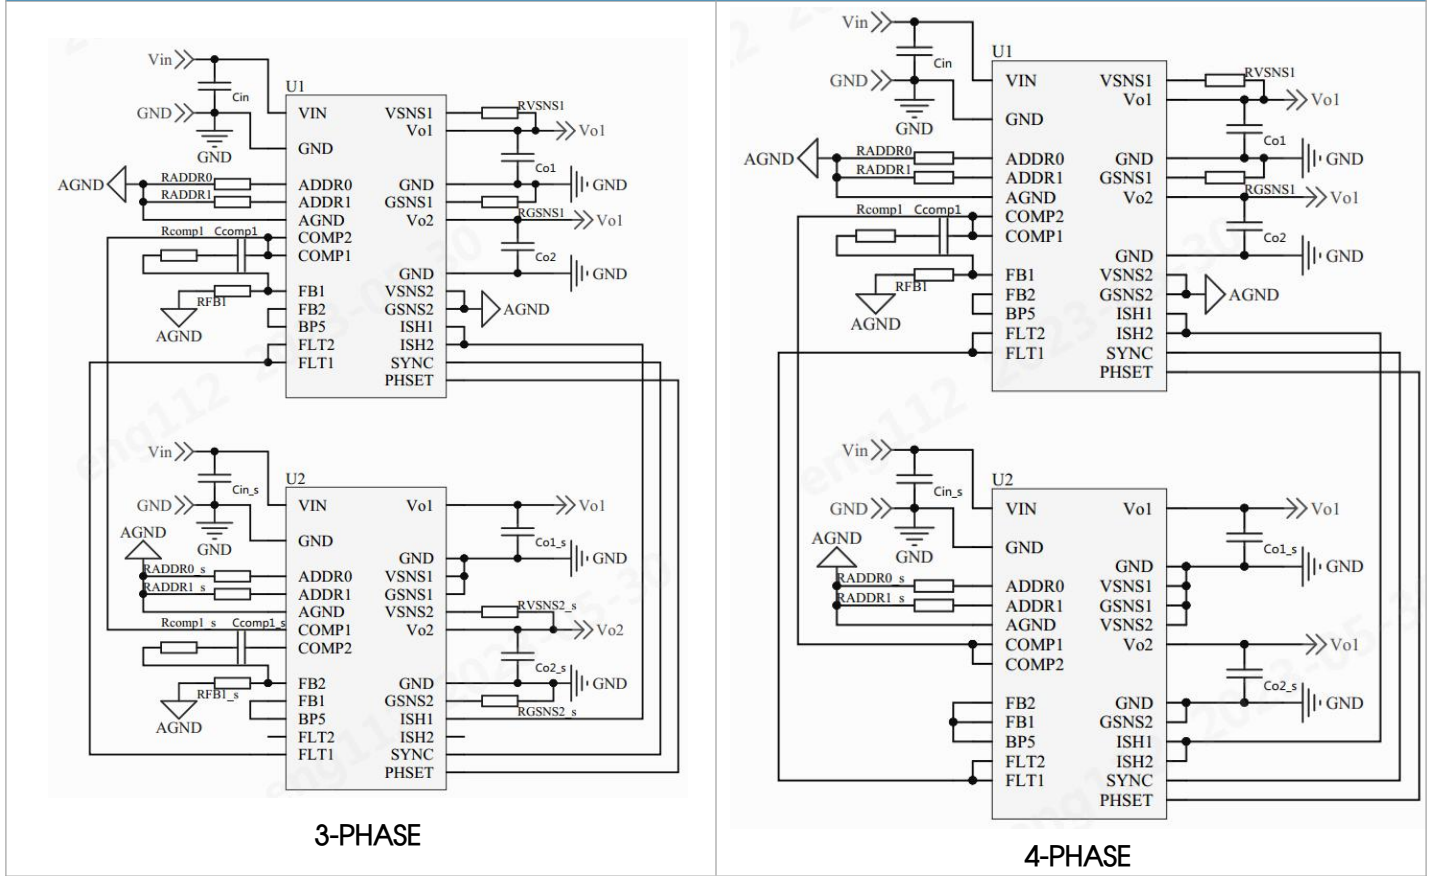 Vin
Cin
GND
GND
U1
VIN
GND
ADDR0
ADDR1
AGND
COMP2
COMP1
FB1
FB2
BP5
FLT2
FLT1
VSNS1
Vo1
GND
GSNS1
Vo2
GND
VSNS2
GSNS2
ISH1
ISH2
SYNC
PHSET
RVSNS1
Vo1
Co1
GND
RGSNS1
Vo1
Co2
GND
AGND
AGND
RADDR0
RADDR1
Rcomp1 Ccomp1
RFB1
AGND
Vin
Cin_s
GND
GND
AGND
U2
VIN
GND
ADDR0
ADDR1
AGND
COMP1
COMP2
FB2
FB1
BP5
FLT2
FLT1
Vo1
GND
VSNS1
GSNS1
VSNS2
Vo2
GND
GSNS2
ISH1
ISH2
SYNC
PHSET
Vo1
Co1_s
GND
RVSNS2_s
Vo2
Co2_s
GND
RGSNS2_s
RADDR0_s
RADDR1_s
Rcomp1_s Ccomp1_s
RFB1_s
AGND
3-PHASE
Vin
Cin
GND
GND
U1
VIN
GND
ADDR0
ADDR1
AGND
COMP2
COMP1
FB1
FB2
BP5
FLT2
FLT1
VSNS1
Vo1
GND
GSNS1
Vo2
GND
VSNS2
GSNS2
ISH1
ISH2
SYNC
PHSET
RVSNS1
Vo1
Co1
GND
RGSNS1
Vo1
Co2
GND
AGND
AGND
RADDR0
RADDR1
Rcomp1 Ccomp1
RFB1
AGND
Vin
Cin_s
GND
GND
AGND
U2
VIN
GND
ADDR0
ADDR1
AGND
COMP1
COMP2
FB2
FB1
BP5
FLT2
FLT1
Vo1
GND
VSNS1
GSNS1
VSNS2
Vo2
GND
GSNS2
ISH1
ISH2
SYNC
PHSET
Vo1
Co1_s
GND
Vo1
Co2_s
GND
RADDR0_s
RADDR1_s
4-PHASE
eng112 2023-05-30